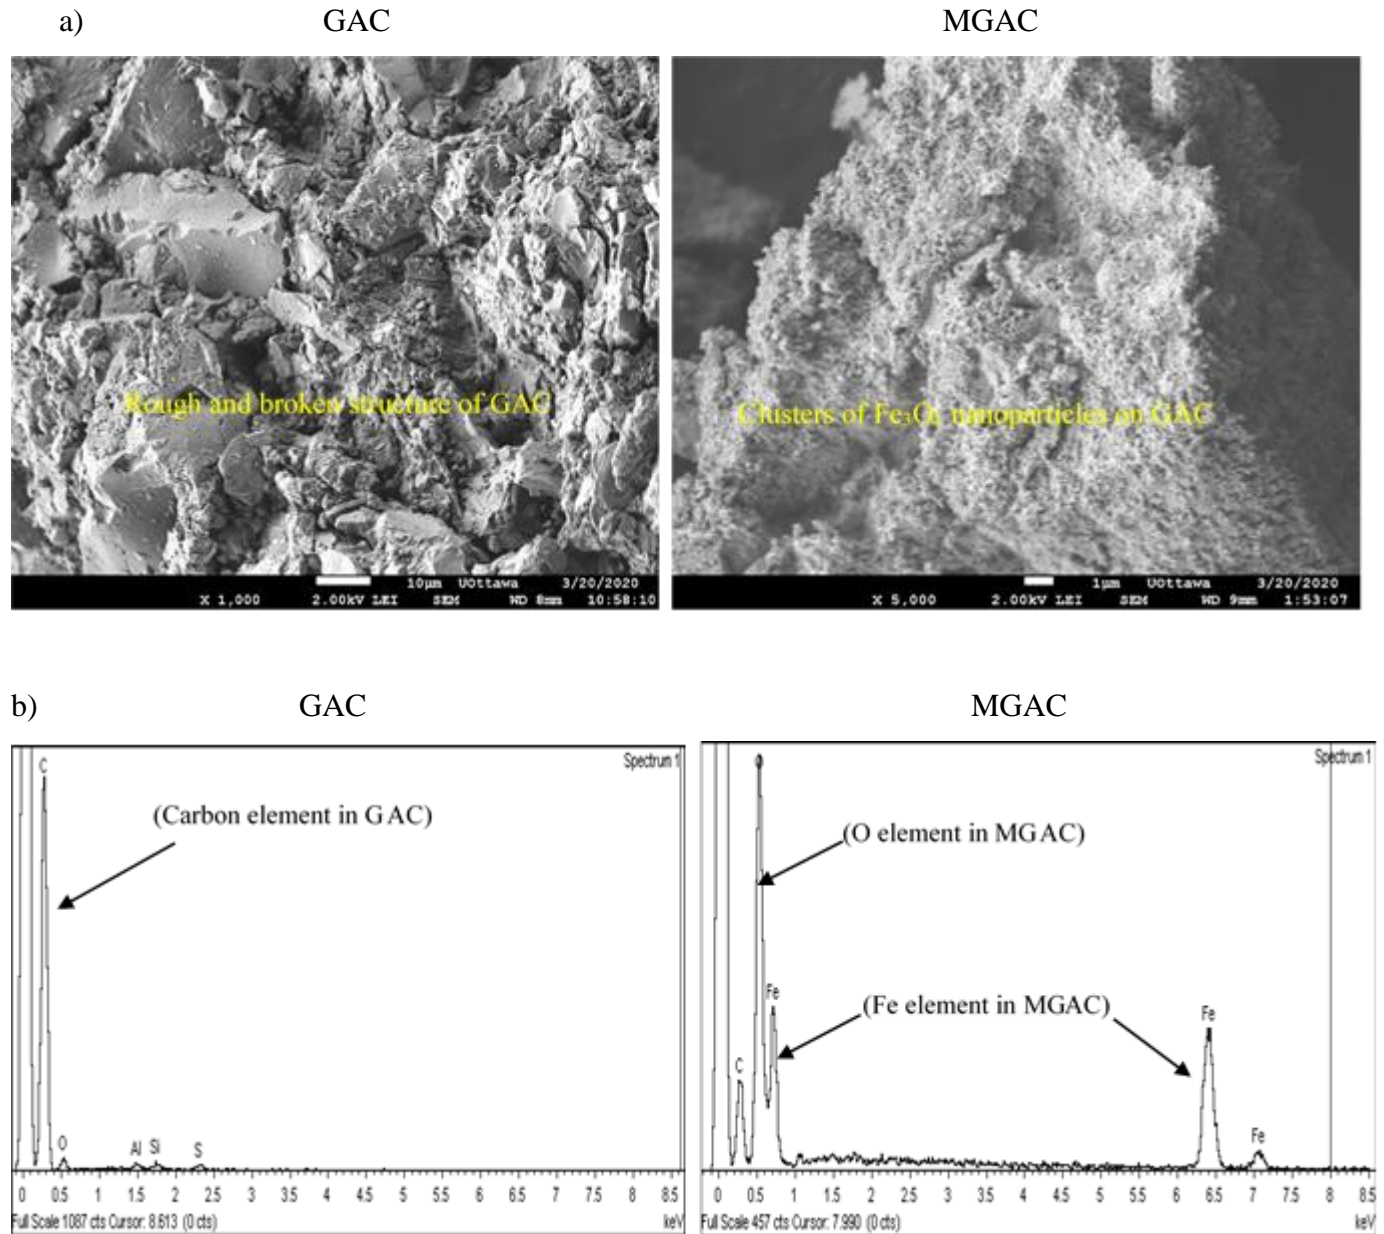 a) GAC MGAC
Rough and broken structure of GAC
Clusters of Fe₃O₄ nanoparticles on GAC
10µm UOttawa 3/20/2020
X 1,000 2.00kV LEI SEM WD 8mm 10:58:10
1µm UOttawa 3/20/2020
X 5,000 2.00kV LEI SEM WD 9mm 1:53:07
b) GAC MGAC
Spectrum 1
C
(Carbon element in GAC)
O Al Si S
0 0.5 1 1.5 2 2.5 3 3.5 4 4.5 5 5.5 6 6.5 7 7.5 8 8.5
Full Scale 1087 cts Cursor: 8.613 (0 cts) keV
Spectrum 1
O
(O element in MGAC)
Fe
(Fe element in MGAC)
Fe
C
Fe
0 0.5 1 1.5 2 2.5 3 3.5 4 4.5 5 5.5 6 6.5 7 7.5 8 8.5
Full Scale 457 cts Cursor: 7.990 (0 cts) keV